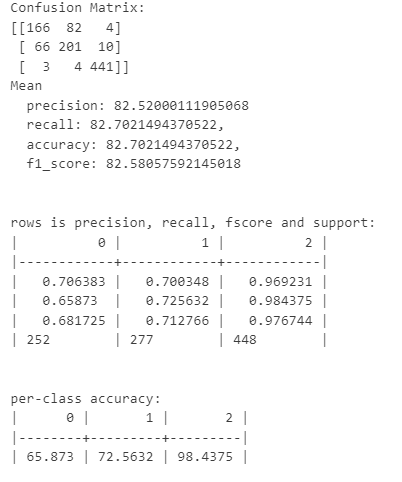 Confusion Matrix:
[[166  82   4]
 [ 66 201  10]
 [  3   4 441]]
Mean
  precision: 82.52000111905068
  recall: 82.7021494370522,
  accuracy: 82.7021494370522,
  f1_score: 82.58057592145018
rows is precision, recall, fscore and support:
|          0 |          1 |          2 |
|------------+------------+------------|
|   0.706383 |   0.700348 |   0.969231 |
|   0.65873  |   0.725632 |   0.984375 |
|   0.681725 |   0.712766 |   0.976744 |
| 252        | 277        | 448        |
per-class accuracy:
|      0 |       1 |       2 |
|--------+---------+---------|
| 65.873 | 72.5632 | 98.4375 |